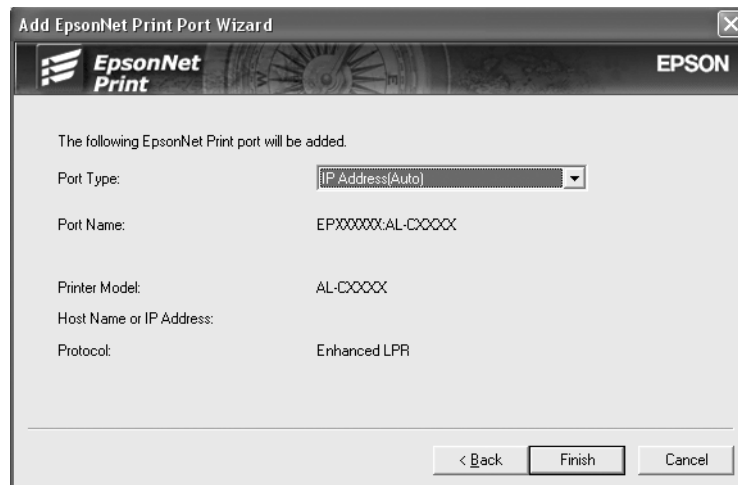 Add EpsonNet Print Port Wizard
EpsonNet
Print
EPSON
The following EpsonNet Print port will be added.
Port Type: IP Address(Auto)
Port Name: EPXXXXXX:AL-CXXXX
Printer Model: AL-CXXXX
Host Name or IP Address:
Protocol: Enhanced LPR
< Back Finish Cancel